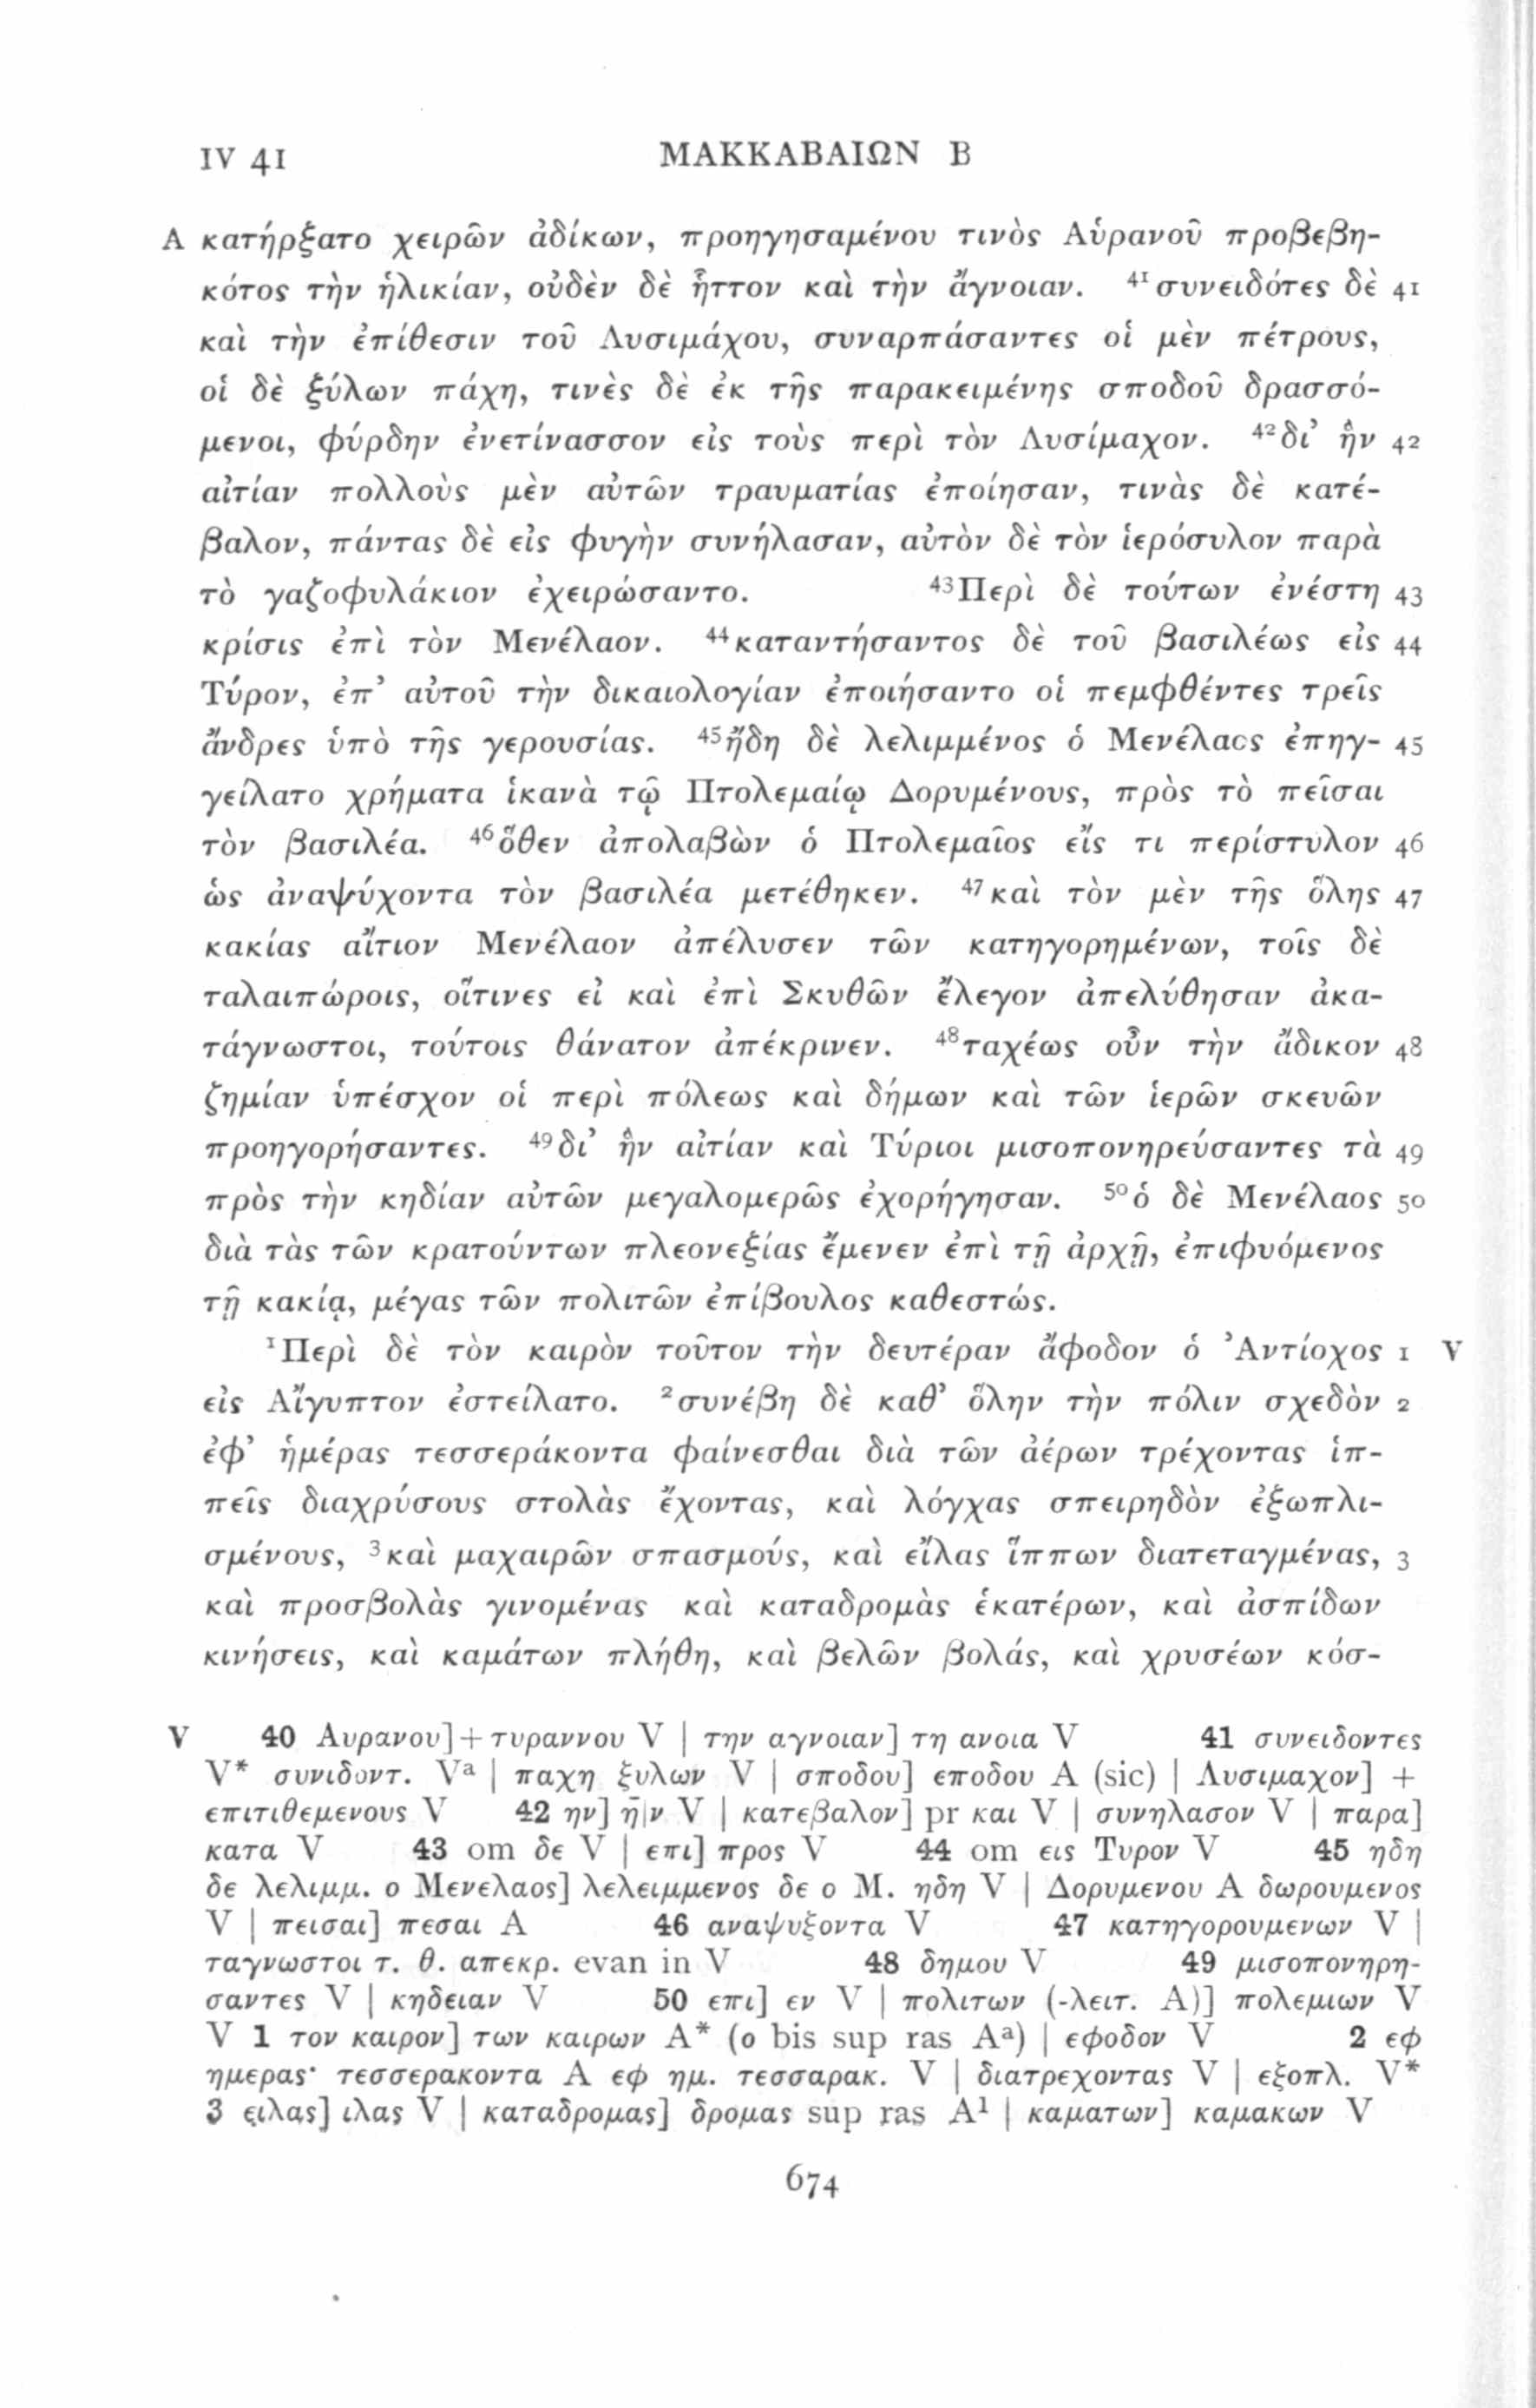 IV 41 ΜΑΚΚΑΒΑΙΩΝ Β
A κατήρξατο χειρῶν ἀδίκων, προηγησαμένου τινὸς Αὑρανοῦ προβεβη-
κότος τὴν ἡλικίαν, οὐδὲν δὲ ἧττον καὶ τὴν ἄγνοιαν. ⁴¹συνειδότες δὲ 41
καὶ τὴν ἐπίθεσιν τοῦ Λυσιμάχου, συναρπάσαντες οἱ μὲν πέτρους,
οἱ δὲ ξύλων πάχη, τινὲς δὲ ἐκ τῆς παρακειμένης σποδοῦ δρασσό-
μενοι, φύρδην ἐνετίνασσον εἰς τοὺς περὶ τὸν Λυσίμαχον. ⁴²δι’ ἣν 42
αἰτίαν πολλοὺς μὲν αὐτῶν τραυματίας ἐποίησαν, τινὰς δὲ κατέ-
βαλον, πάντας δὲ εἰς φυγὴν συνήλασαν, αὐτὸν δὲ τὸν ἱερόσυλον παρὰ
τὸ γαζοφυλάκιον ἐχειρώσαντο. ⁴³Περὶ δὲ τούτων ἐνέστη 43
κρίσις ἐπὶ τὸν Μενέλαον. ⁴⁴καταντήσαντος δὲ τοῦ βασιλέως εἰς 44
Τύρον, ἐπ’ αὐτοῦ τὴν δικαιολογίαν ἐποιήσαντο οἱ πεμφθέντες τρεῖς
ἄνδρες ὑπὸ τῆς γερουσίας. ⁴⁵ἤδη δὲ λελιμμένος ὁ Μενέλαος ἐπηγ- 45
γείλατο χρήματα ἱκανὰ τῷ Πτολεμαίῳ Δορυμένους, πρὸς τὸ πεῖσαι
τὸν βασιλέα. ⁴⁶ὅθεν ἀπολαβὼν ὁ Πτολεμαῖος εἴς τι περίστυλον 46
ὡς ἀναψύχοντα τὸν βασιλέα μετέθηκεν. ⁴⁷καὶ τὸν μὲν τῆς ὅλης 47
κακίας αἴτιον Μενέλαον ἀπέλυσεν τῶν κατηγορημένων, τοῖς δὲ
ταλαιπώροις, οἵτινες εἰ καὶ ἐπὶ Σκυθῶν ἔλεγον ἀπελύθησαν ἀκα-
τάγνωστοι, τούτοις θάνατον ἀπέκρινεν. ⁴⁸ταχέως οὖν τὴν ἄδικον 48
ζημίαν ὑπέσχον οἱ περὶ πόλεως καὶ δήμων καὶ τῶν ἱερῶν σκευῶν
προηγορήσαντες. ⁴⁹δι’ ἣν αἰτίαν καὶ Τύριοι μισοπονηρεύσαντες τὰ 49
πρὸς τὴν κηδίαν αὐτῶν μεγαλομερῶς ἐχορήγησαν. ⁵⁰ὁ δὲ Μενέλαος 50
διὰ τὰς τῶν κρατούντων πλεονεξίας ἔμενεν ἐπὶ τῇ ἀρχῇ, ἐπιφυόμενος
τῇ κακίᾳ, μέγας τῶν πολιτῶν ἐπίβουλος καθεστώς.
¹Περὶ δὲ τὸν καιρὸν τοῦτον τὴν δευτέραν ἄφοδον ὁ Ἀντίοχος 1 V
εἰς Αἴγυπτον ἐστείλατο. ²συνέβη δὲ καθ’ ὅλην τὴν πόλιν σχεδὸν 2
ἐφ’ ἡμέρας τεσσεράκοντα φαίνεσθαι διὰ τῶν ἀέρων τρέχοντας ἱπ-
πεῖς διαχρύσους στολὰς ἔχοντας, καὶ λόγχας σπειρηδὸν ἐξωπλι-
σμένους, ³καὶ μαχαιρῶν σπασμούς, καὶ εἴλας ἵππων διατεταγμένας, 3
καὶ προσβολὰς γινομένας καὶ καταδρομὰς ἑκατέρων, καὶ ἀσπίδων
κινήσεις, καὶ καμάτων πλήθη, καὶ βελῶν βολάς, καὶ χρυσέων κόσ-
V 40 Αυρανου] + τυραννου V | την αγνοιαν] τη ανοια V 41 συνειδοντες
V* συνιδοντ. Vᵃ | παχη ξυλων V | σποδου] εποδου A (sic) | Λυσιμαχον] +
επιτιθεμενους V 42 ην] η̄|ν V | κατεβαλον] pr και V | συνηλασον V | παρα]
κατα V 43 om δε V | επι] προς V 44 om εις Τυρον V 45 ηδη
δε λελιμμ. ο Μενελαος] λελειμμενος δε ο Μ. ηδη V | Δορυμενου A δωρουμενος
V | πεισαι] πεσαι A 46 αναψυξοντα V 47 κατηγορουμενων V |
ταγνωστοι τ. θ. απεκρ. evan in V 48 δημου V 49 μισοπονηρη-
σαντες V | κηδειαν V 50 επι] εν V | πολιτων (-λειτ. A)] πολεμιων V
V 1 τον καιρον] των καιρων A* (ο bis sup ras Aᵃ) | εφοδον V 2 εφ
ημερας· τεσσερακοντα A εφ ημ. τεσσαρακ. V | διατρεχοντας V | εξοπλ. V*
3 ειλας] ιλας V | καταδρομας] δρομας sup ras A¹ | καματων] καμακων V
674